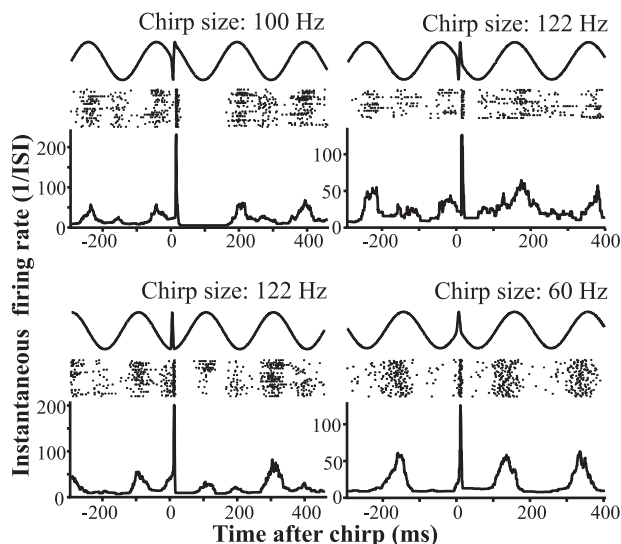 Chirp size: 100 Hz
Chirp size: 122 Hz
Instantaneous firing rate (1/ISI)
200
100
0
-200 0 200 400
100
50
0
-200 0 200 400
Chirp size: 122 Hz
Chirp size: 60 Hz
200
100
0
-200 0 200 400
100
50
0
-200 0 200 400
Time after chirp (ms)